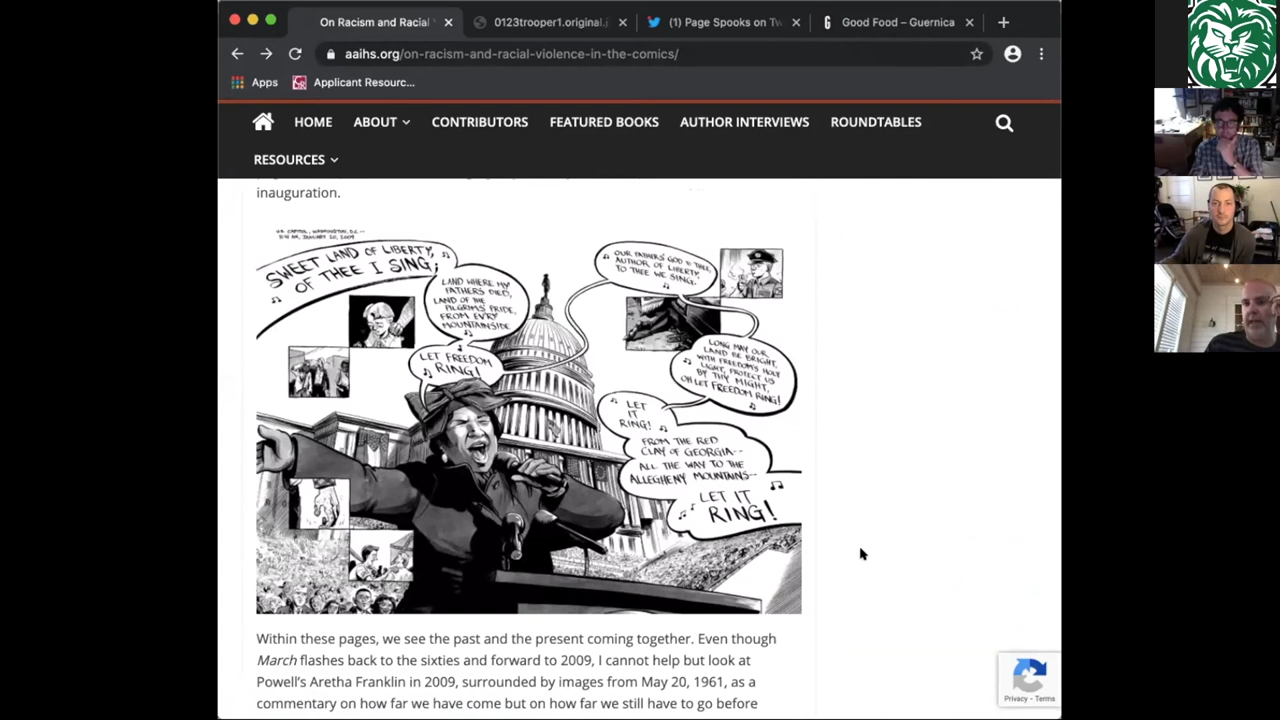 On Racism and Racial
0123trooper1.original.j
(1) Page Spooks on Tw
Good Food – Guernica
aaihs.org/on-racism-and-racial-violence-in-the-comics/
Apps
Applicant Resourc...
HOME
ABOUT
CONTRIBUTORS
FEATURED BOOKS
AUTHOR INTERVIEWS
ROUNDTABLES
RESOURCES
inauguration.
U.S. CAPITOL, WASHINGTON, D.C.--
JANUARY 20, 2009
SWEET LAND OF LIBERTY,
OF THEE I SING;
LAND WHERE MY
FATHERS DIED,
LAND OF THE
PILGRIMS' PRIDE,
FROM EV'RY
MOUNTAINSIDE
LET FREEDOM
RING!
OUR FATHERS' GOD TO THEE,
AUTHOR OF LIBERTY,
TO THEE WE SING.
LONG MAY OUR
LAND BE BRIGHT,
WITH FREEDOM'S HOLY
LIGHT, PROTECT US
BY THY MIGHT,
OH LET FREEDOM RING!
LET
IT
RING!
FROM THE RED
CLAY OF GEORGIA--
ALL THE WAY TO THE
ALLEGHENY MOUNTAINS--
LET IT
RING!
Within these pages, we see the past and the present coming together. Even though
March flashes back to the sixties and forward to 2009, I cannot help but look at
Powell's Aretha Franklin in 2009, surrounded by images from May 20, 1961, as a
commentary on how far we have come but on how far we still have to go before
Privacy - Terms